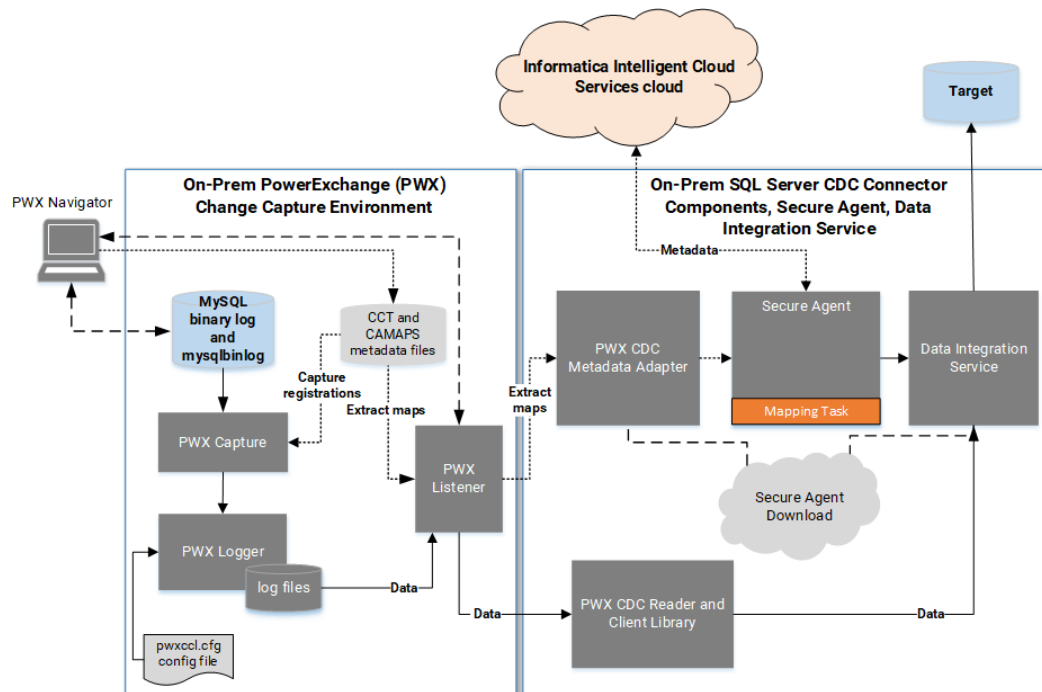 Informatica Intelligent Cloud
Services cloud
Target
On-Prem PowerExchange (PWX)
Change Capture Environment
On-Prem SQL Server CDC Connector
Components, Secure Agent, Data
Integration Service
PWX Navigator
Metadata
MySQL
binary log
and
mysqlbinlog
CCT and
CAMAPS
metadata files
Secure Agent
PWX CDC
Metadata Adapter
Data Integration
Service
Capture
registrations
Extract maps
Extract
maps
Mapping Task
PWX Capture
PWX
Listener
Secure Agent
Download
PWX Logger
log files
Data
Data
PWX CDC Reader and
Client Library
Data
pwxccl.cfg
config file